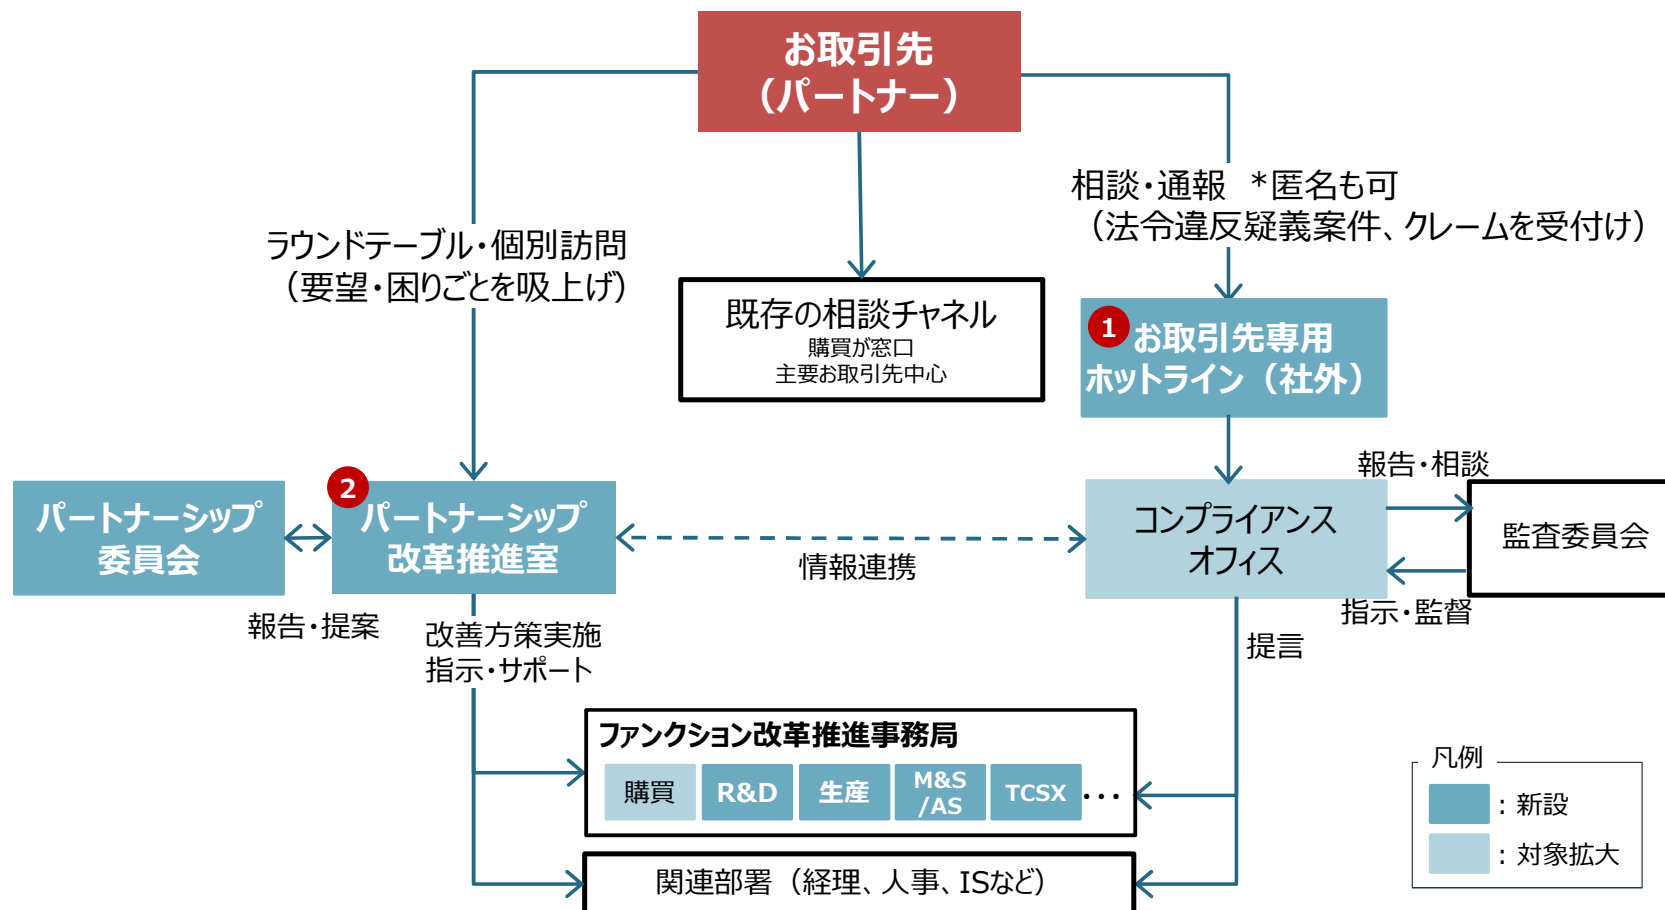 お取引先
（パートナー）
相談・通報　*匿名も可
（法令違反疑義案件、クレームを受付け）
ラウンドテーブル・個別訪問
（要望・困りごとを吸上げ）
既存の相談チャネル
購買が窓口
主要お取引先中心
1
お取引先専用
ホットライン（社外）
報告・相談
2
パートナーシップ
委員会
パートナーシップ
改革推進室
コンプライアンス
オフィス
監査委員会
情報連携
指示・監督
報告・提案
改善方策実施
指示・サポート
提言
ファンクション改革推進事務局
購買
R&D
生産
M&S
/AS
TCSX
・・・
関連部署（経理、人事、ISなど）
凡例
：新設
：対象拡大